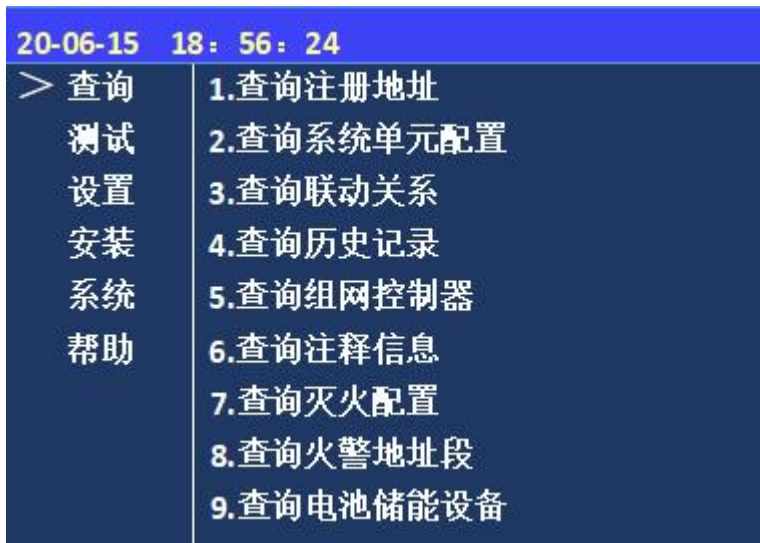 20-06-15 18：56：24
＞ 查询 1.查询注册地址
测试 2.查询系统单元配置
设置 3.查询联动关系
安装 4.查询历史记录
系统 5.查询组网控制器
帮助 6.查询注释信息
7.查询灭火配置
8.查询火警地址段
9.查询电池储能设备